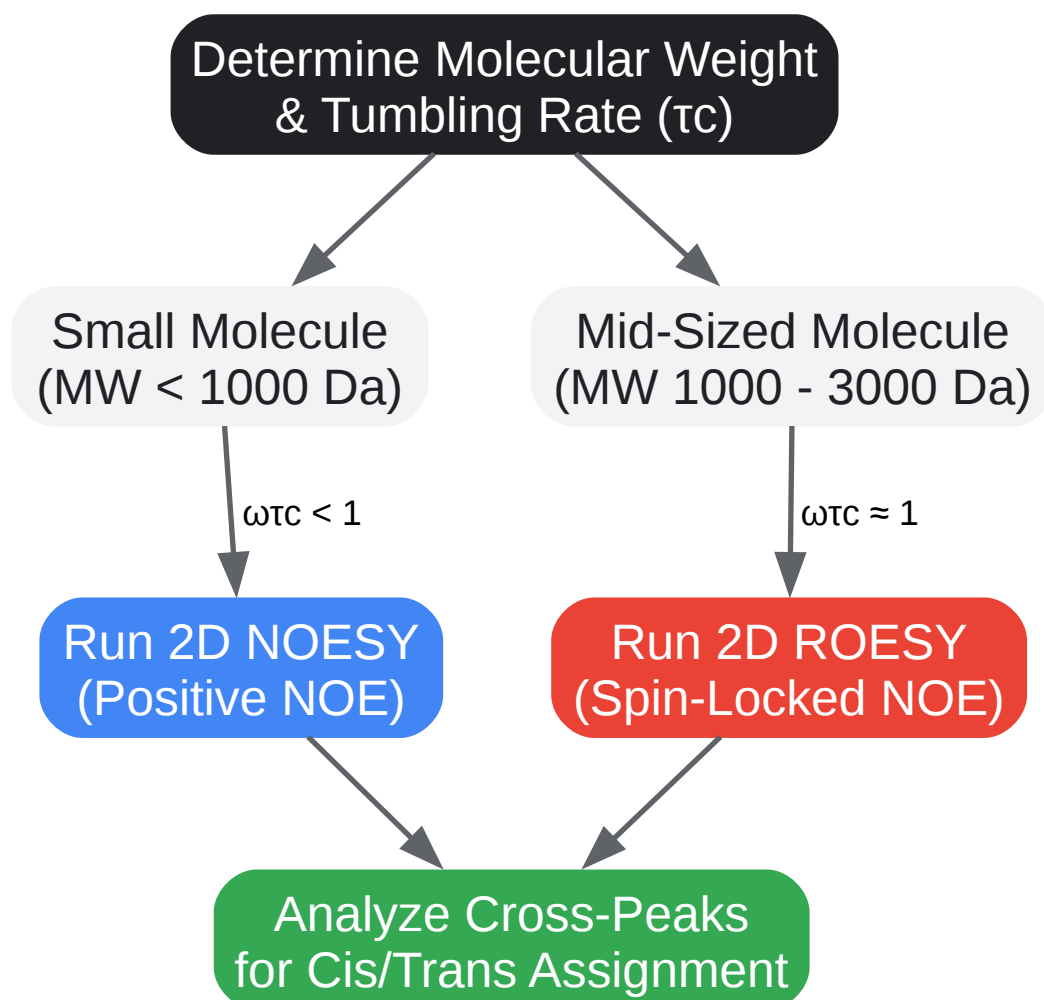 Determine Molecular Weight
& Tumbling Rate (τc)
Small Molecule
(MW < 1000 Da)
Mid-Sized Molecule
(MW 1000 - 3000 Da)
ωτc < 1
ωτc ≈ 1
Run 2D NOESY
(Positive NOE)
Run 2D ROESY
(Spin-Locked NOE)
Analyze Cross-Peaks
for Cis/Trans Assignment